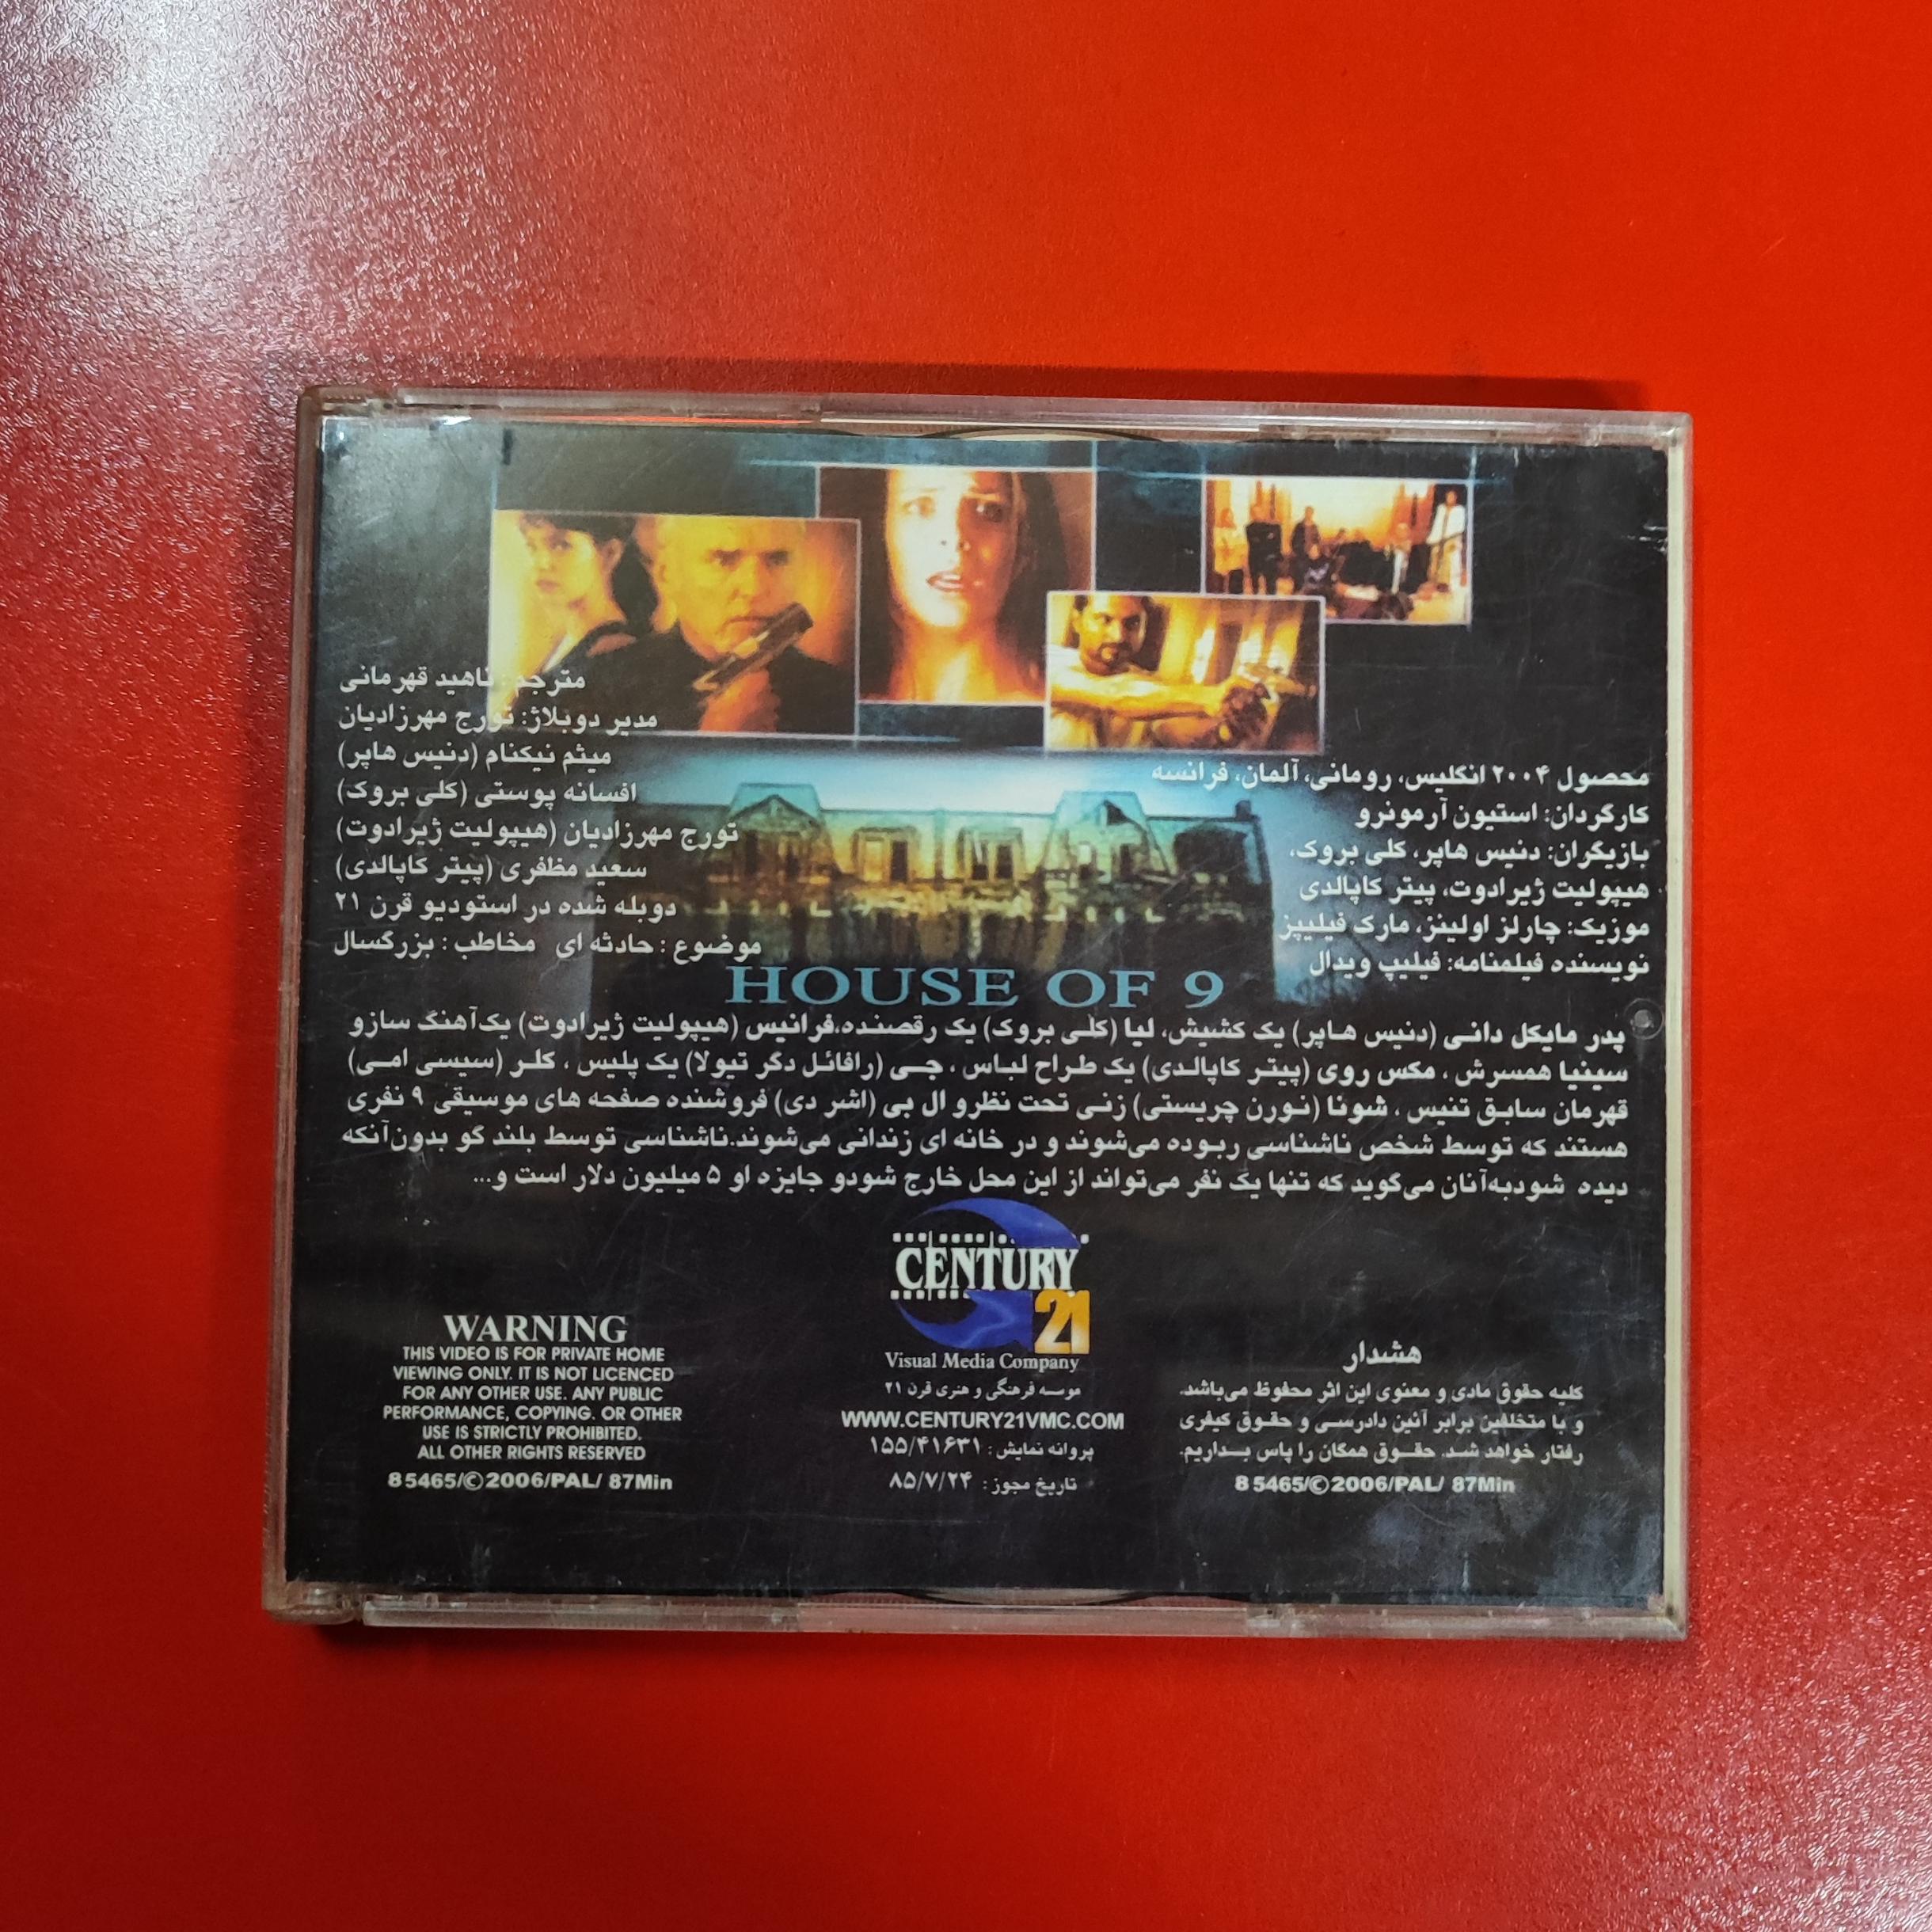 مترجم: ناهید قهرمانی
مدیر دوبلاژ: تورج مهرزادیان
میثم نیکنام (دنیس هاپر)
افسانه پوستی (کلی بروک)
تورج مهرزادیان (هیپولیت ژیرادوت)
سعید مظفری (پیتر کاپالدی)
دوبله شده در استودیو قرن ۲۱
موضوع : حادثه ای مخاطب : بزرگسال
محصول ۲۰۰۴ انگلیس، رومانی، آلمان، فرانسه
کارگردان: استیون آرمونرو
بازیگران: دنیس هاپر، کلی بروک،
هیپولیت ژیرادوت، پیتر کاپالدی
موزیک: چارلز اولینز، مارک فیلیپز
نویسنده فیلمنامه: فیلیپ ویدال
HOUSE OF 9
پدر مایکل دانی (دنیس هاپر) یک کشیش، لیا (کلی بروک) یک رقصنده،فرانیس (هیپولیت ژیرادوت) یک‌آهنگ سازو
سینیا همسرش ، مکس روی (پیتر کاپالدی) یک طراح لباس ، جی (رافائل دگر تیولا) یک پلیس ، کلر (سیسی امی)
قهرمان سابق تنیس ، شونا (نورن چریستی) زنی تحت نظرو ال بی (اشر دی) فروشنده صفحه های موسیقی ۹ نفری
هستند که توسط شخص ناشناسی ربوده می‌شوند و در خانه ای زندانی می‌شوند.ناشناسی توسط بلند گو بدون‌آنکه
دیده شودبه‌آنان می‌گوید که تنها یک نفر می‌تواند از این محل خارج شودو جایزه او ۵ میلیون دلار است و...
CENTURY
21
Visual Media Company
موسسه فرهنگی و هنری قرن ۲۱
WWW.CENTURY21VMC.COM
پروانه نمایش : ۱۵۵/۴۱۶۳۱
تاریخ مجوز : ۸۵/۷/۲۴
WARNING
THIS VIDEO IS FOR PRIVATE HOME
VIEWING ONLY. IT IS NOT LICENCED
FOR ANY OTHER USE. ANY PUBLIC
PERFORMANCE, COPYING. OR OTHER
USE IS STRICTLY PROHIBITED.
ALL OTHER RIGHTS RESERVED
85465/©2006/PAL/ 87Min
هشدار
کلیه حقوق مادی و معنوی این اثر محفوظ می‌باشد.
و با متخلفین برابر آئین دادرسی و حقوق کیفری
رفتار خواهد شد. حقوق همگان را پاس بداریم.
85465/©2006/PAL/ 87Min